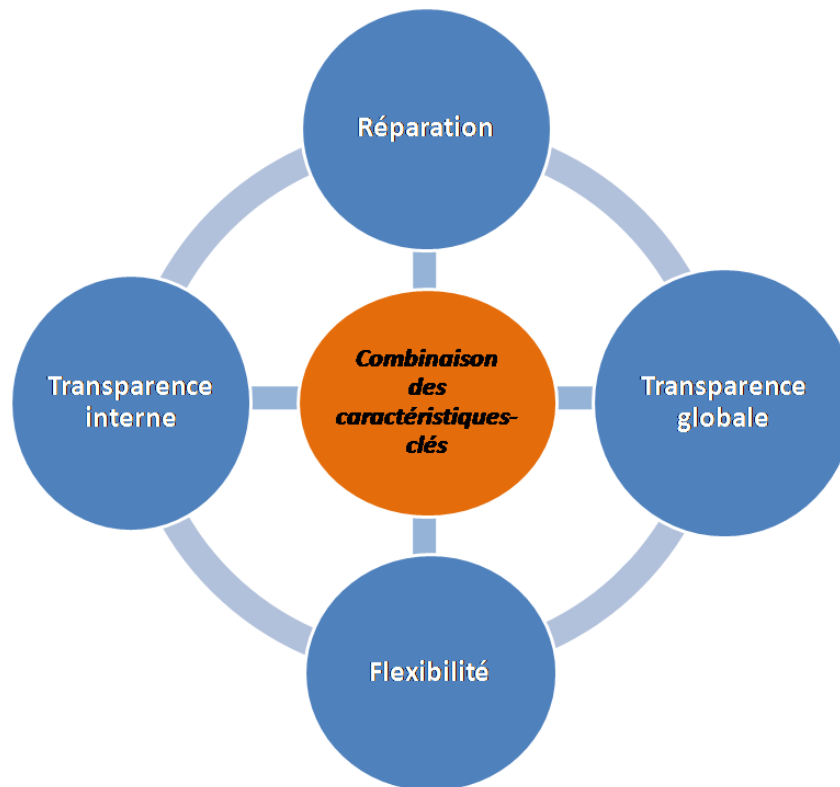 Réparation
Transparence
interne
Combinaison
des
caractéristiques-
clés
Transparence
globale
Flexibilité